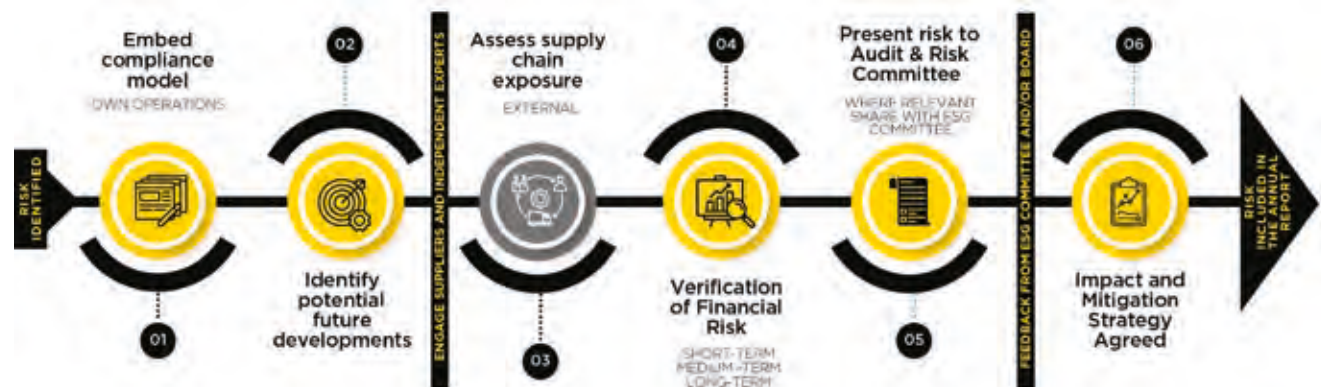 RISK
IDENTIFIED
Embed
compliance
model
OWN OPERATIONS
01
02
Identify
potential
future
developments
ENGAGE SUPPLIERS AND INDEPENDENT EXPERTS
Assess supply
chain
exposure
EXTERNAL
03
04
Verification
of Financial
Risk
SHORT-TERM
MEDIUM-TERM
LONG-TERM
Present risk to
Audit & Risk
Committee
WHERE RELEVANT
SHARE WITH ESG
COMMITTEE
05
FEEDBACK FROM ESG COMMITTEE AND/OR BOARD
06
Impact and
Mitigation
Strategy
Agreed
RISK
INCLUDED IN
THE ANNUAL
REPORT